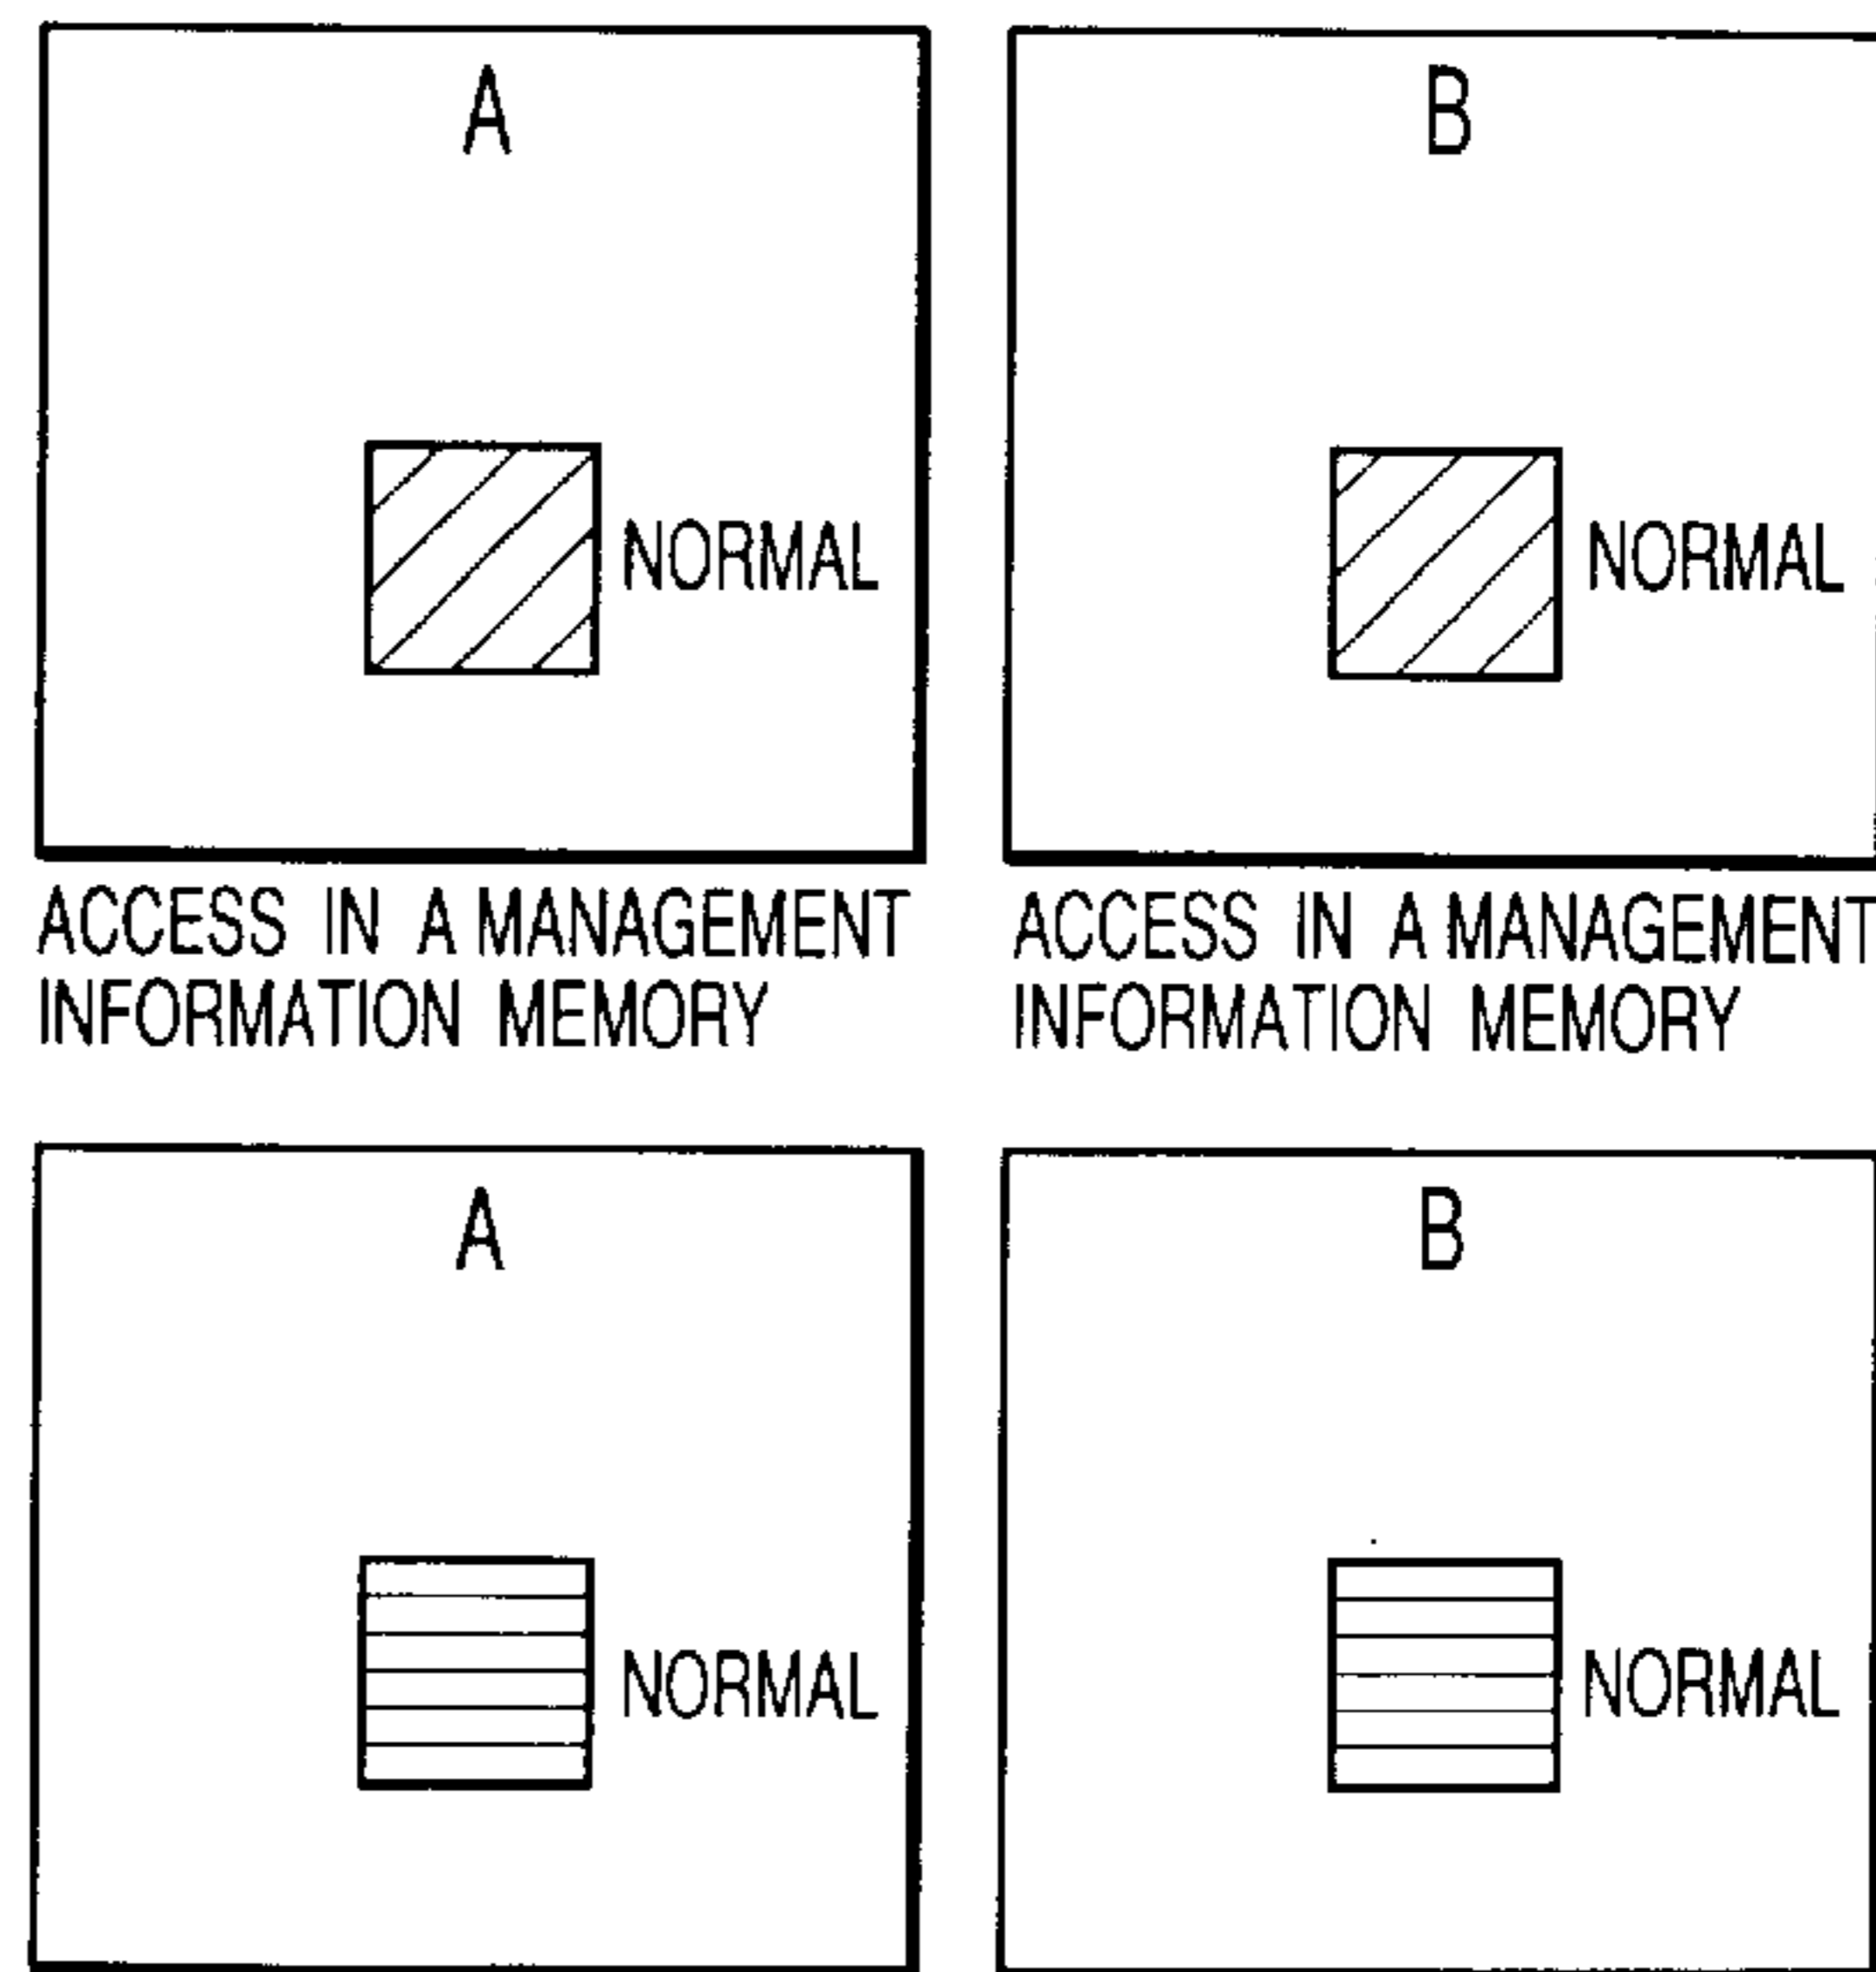 A
B
NORMAL
NORMAL
ACCESS IN A MANAGEMENT
INFORMATION MEMORY
ACCESS IN A MANAGEMENT
INFORMATION MEMORY
A
B
NORMAL
NORMAL